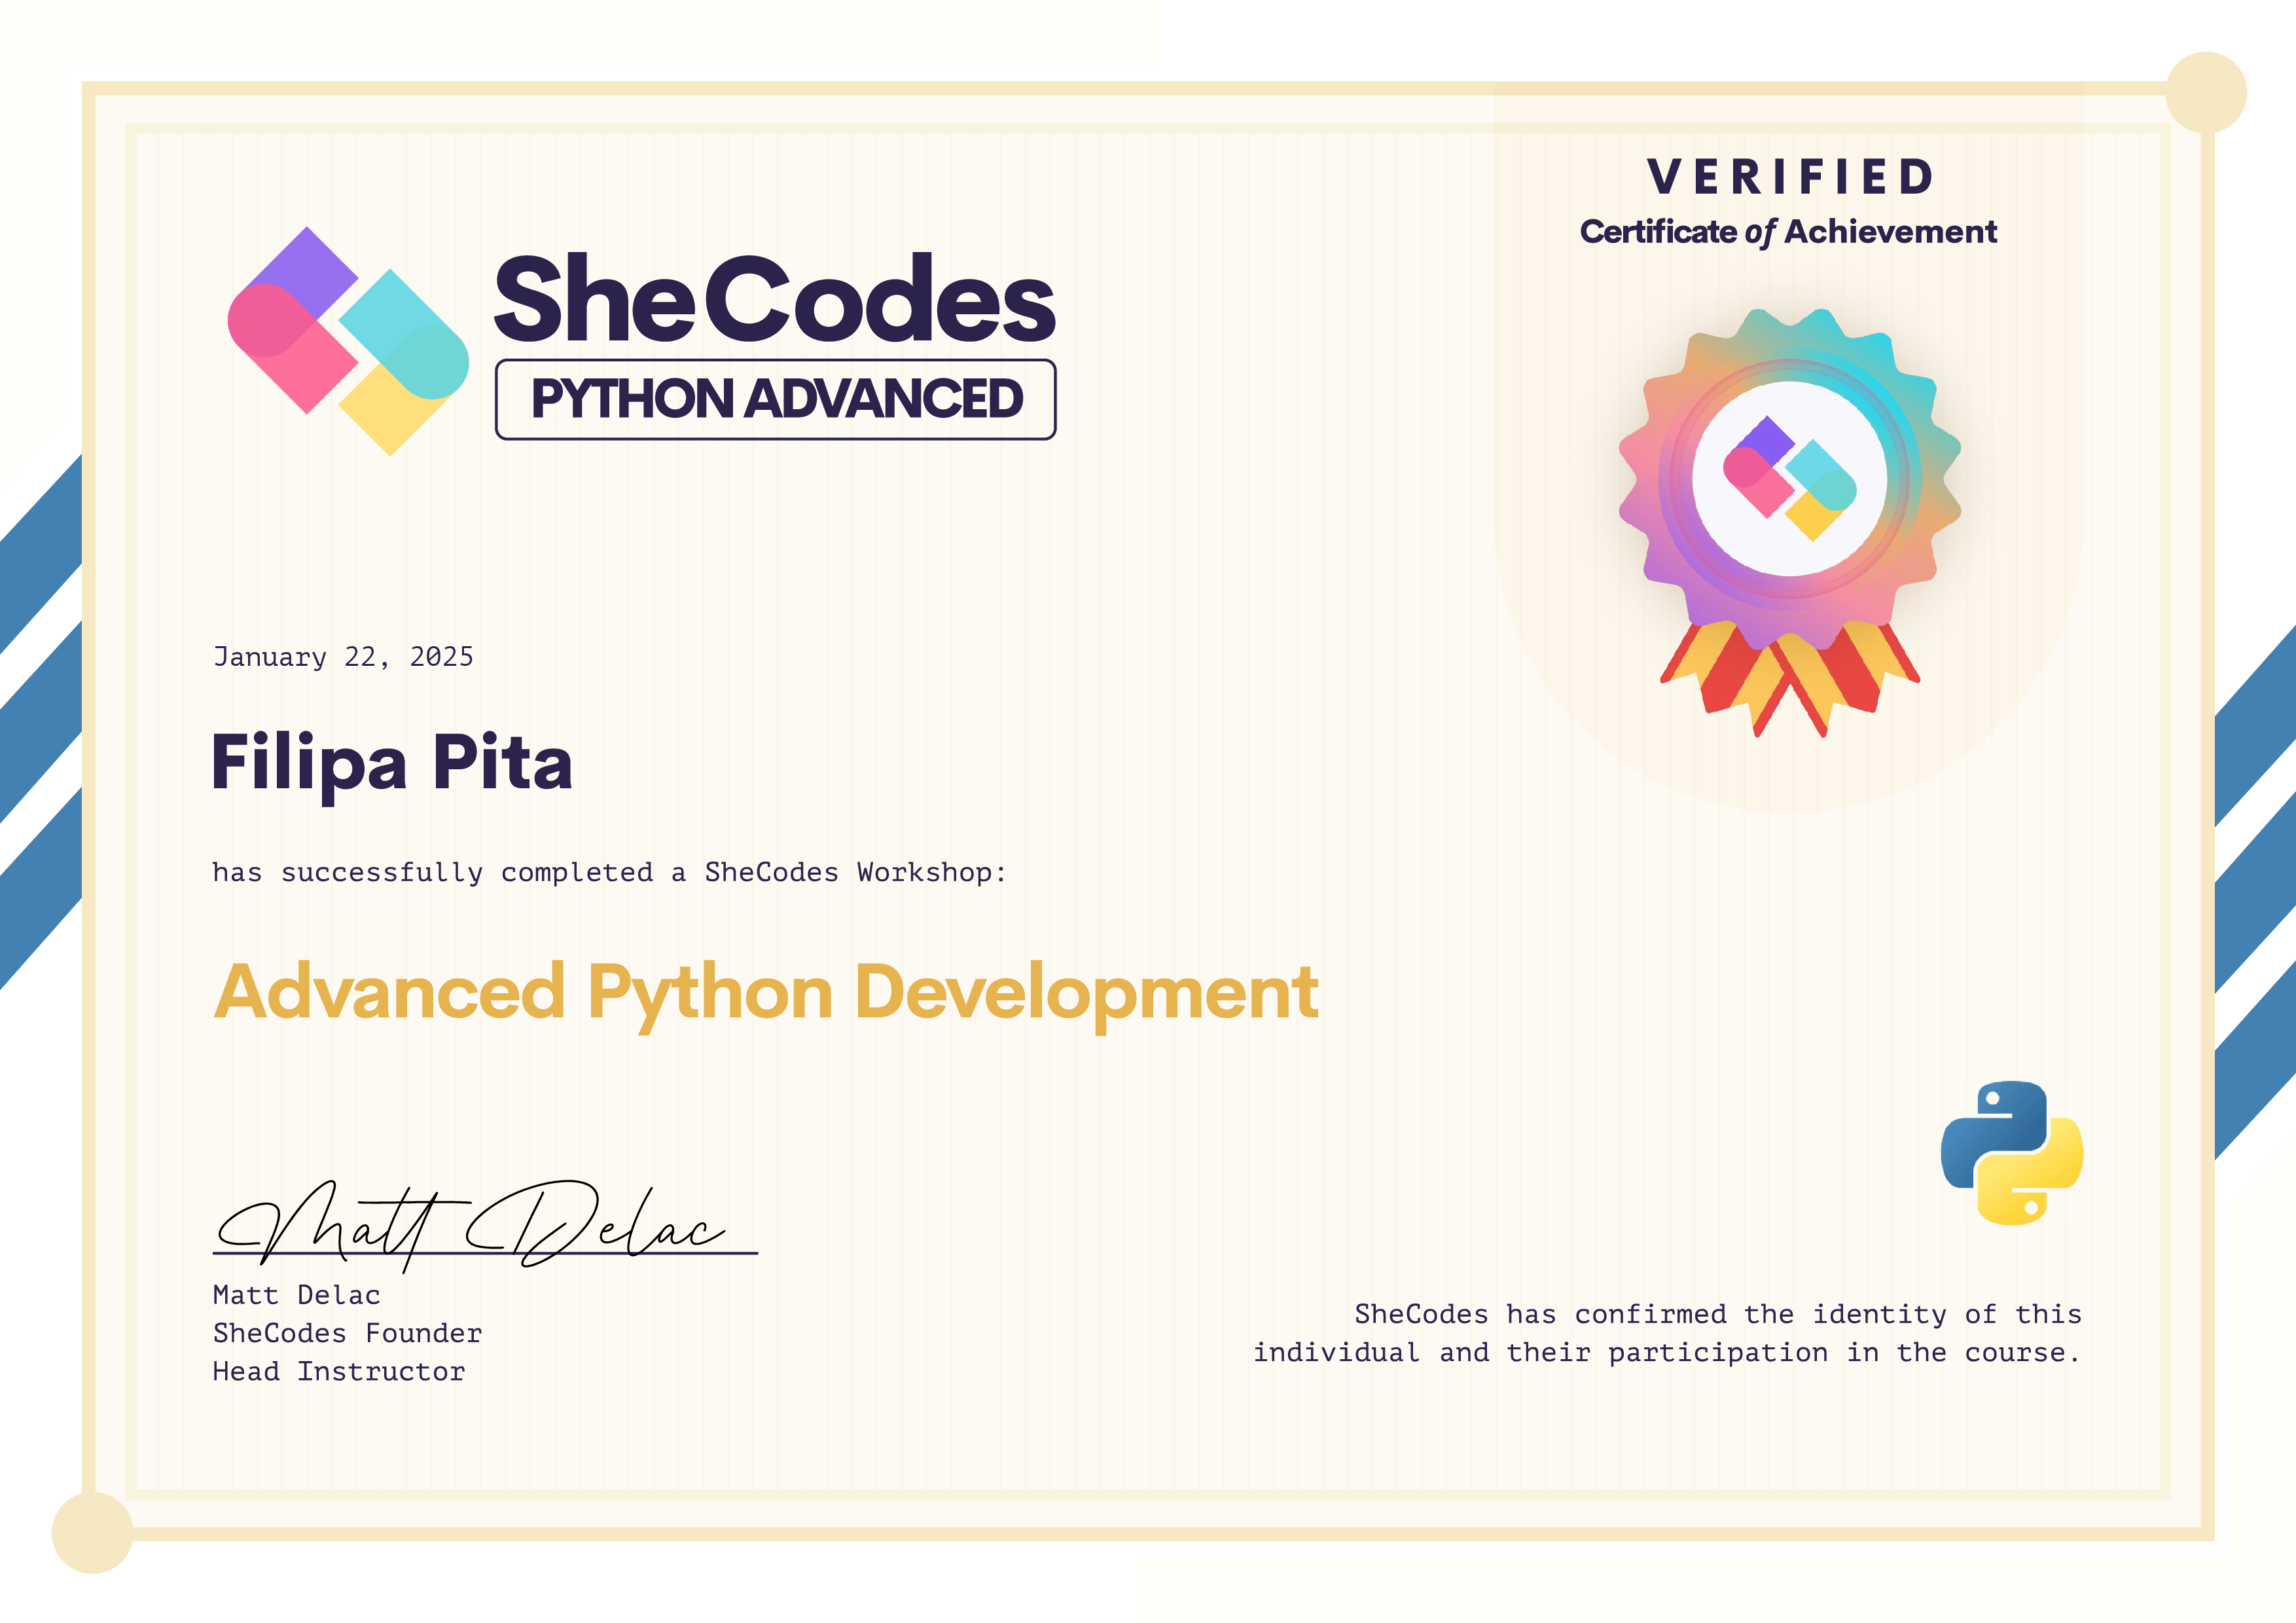 VERIFIED
Certificate of Achievement
SheCodes
PYTHON ADVANCED
January 22, 2025
Filipa Pita
has successfully completed a SheCodes Workshop:
Advanced Python Development
Matt Delac
Matt Delac
SheCodes Founder
Head Instructor
SheCodes has confirmed the identity of this
individual and their participation in the course.